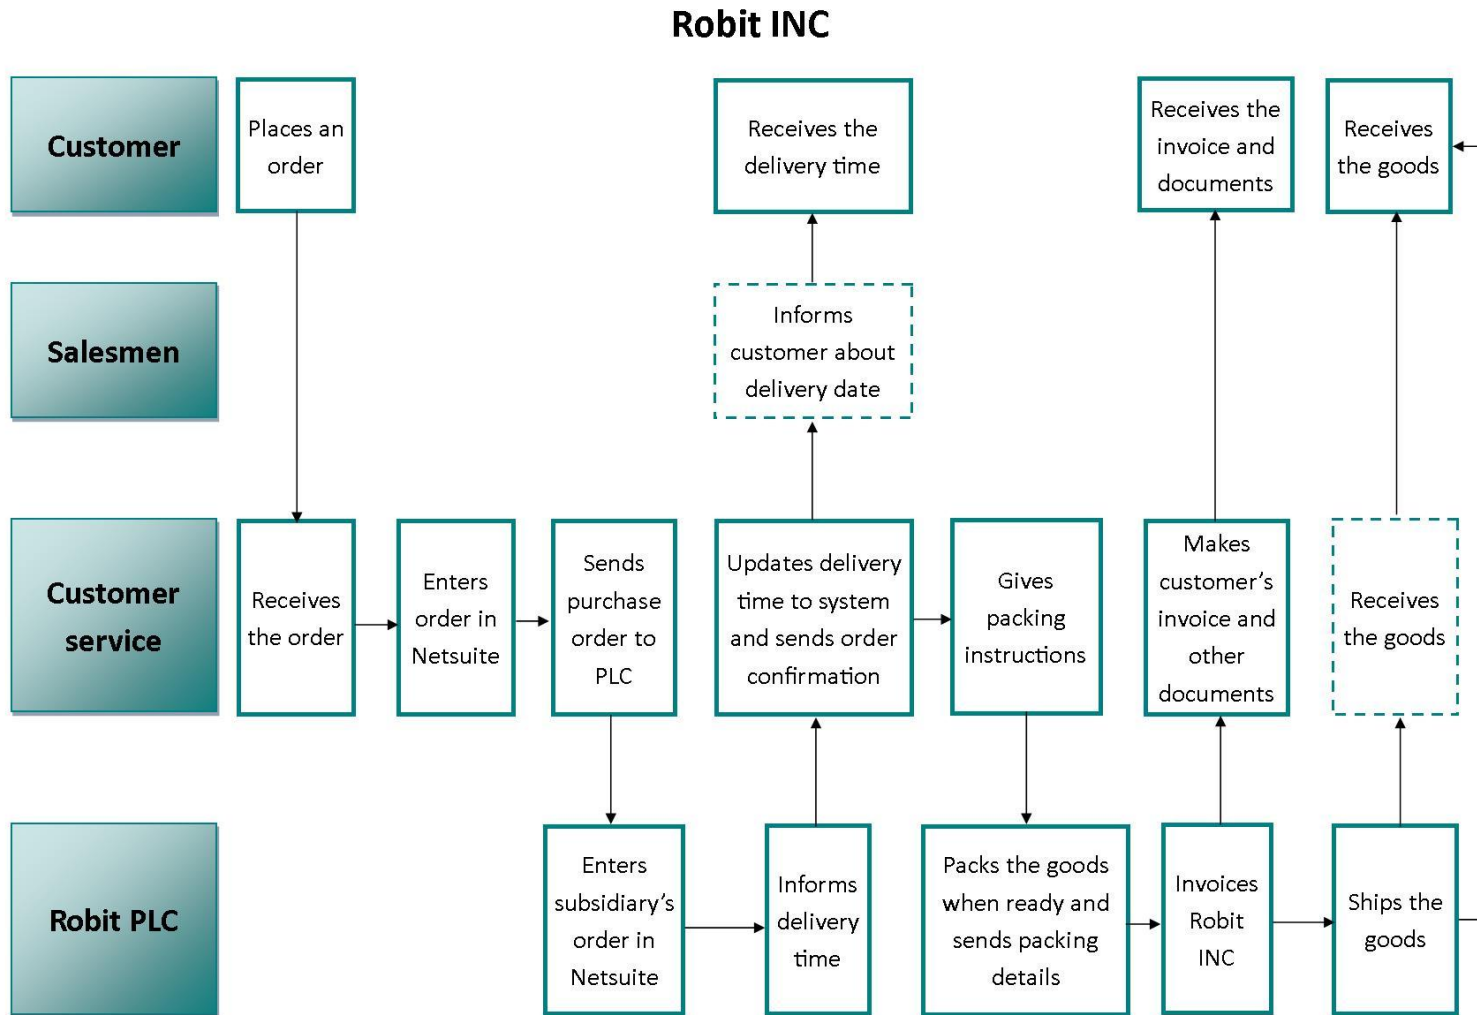 Robit INC
Customer
Places an
order
Receives the
delivery time
Receives the
invoice and
documents
Receives
the goods
Salesmen
Informs
customer about
delivery date
Customer
service
Receives
the order
Enters
order in
Netsuite
Sends
purchase
order to
PLC
Updates delivery
time to system
and sends order
confirmation
Gives
packing
instructions
Makes
customer’s
invoice and
other
documents
Receives
the goods
Robit PLC
Enters
subsidiary’s
order in
Netsuite
Informs
delivery
time
Packs the goods
when ready and
sends packing
details
Invoices
Robit
INC
Ships the
goods